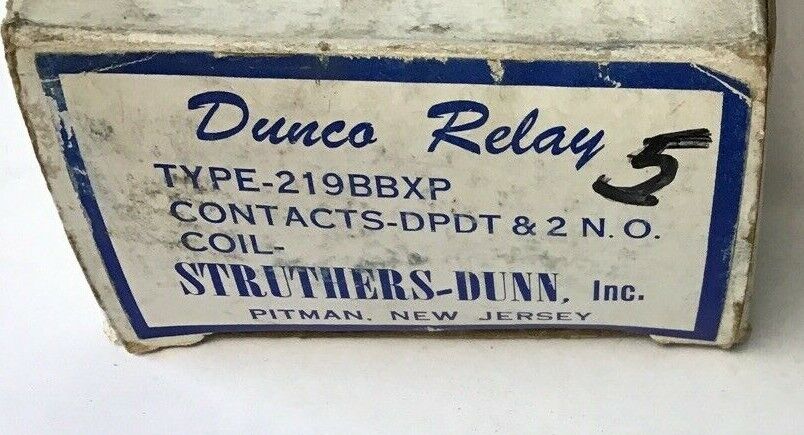 Dunco Relay 5
TYPE-219BBXP
CONTACTS-DPDT & 2 N.O.
COIL-
STRUTHERS-DUNN, Inc.
PITMAN, NEW JERSEY